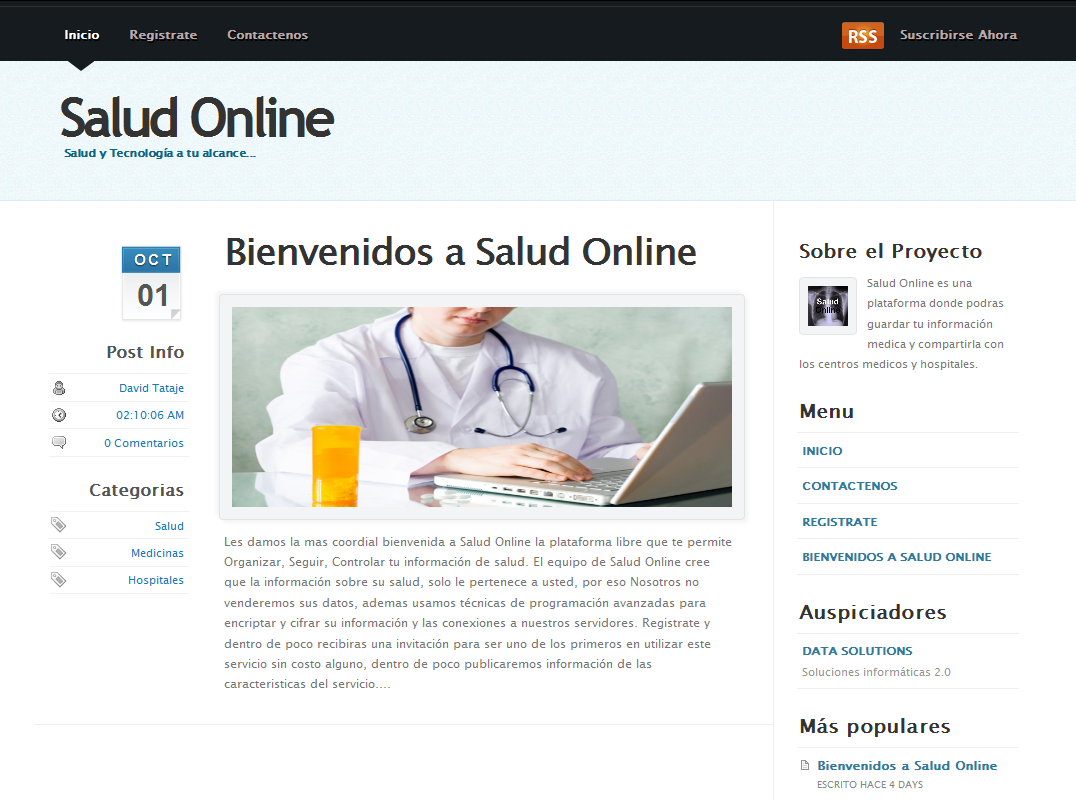 Inicio Registrate Contactenos RSS Suscribirse Ahora
Salud Online
Salud y Tecnología a tu alcance...
OCT
01
Post Info
David Tataje
02:10:06 AM
0 Comentarios
Categorias
Salud
Medicinas
Hospitales
Bienvenidos a Salud Online
Les damos la mas coordial bienvenida a Salud Online la plataforma libre que te permite
Organizar, Seguir, Controlar tu información de salud. El equipo de Salud Online cree
que la información sobre su salud, solo le pertenece a usted, por eso Nosotros no
venderemos sus datos, ademas usamos técnicas de programación avanzadas para
encriptar y cifrar su información y las conexiones a nuestros servidores. Registrate y
dentro de poco recibiras una invitación para ser uno de los primeros en utilizar este
servicio sin costo alguno, dentro de poco publicaremos información de las
caracteristicas del servicio....
Sobre el Proyecto
Salud
Online
Salud Online es una
plataforma donde podras
guardar tu información
medica y compartirla con
los centros medicos y hospitales.
Menu
INICIO
CONTACTENOS
REGISTRATE
BIENVENIDOS A SALUD ONLINE
Auspiciadores
DATA SOLUTIONS
Soluciones informáticas 2.0
Más populares
Bienvenidos a Salud Online
ESCRITO HACE 4 DAYS